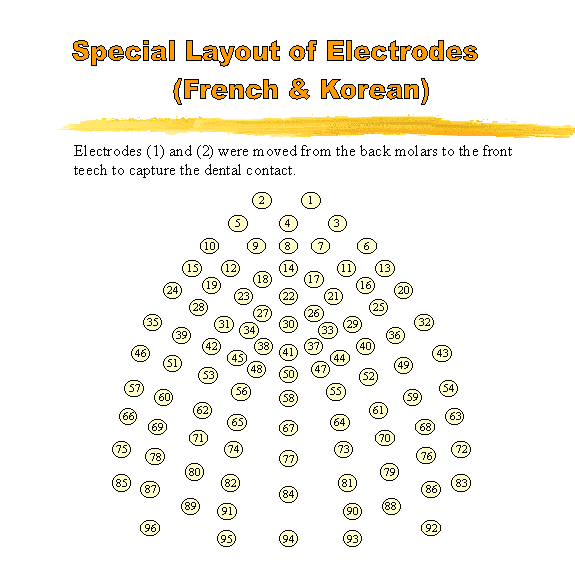 Special Layout of Electrodes
(French & Korean)
Electrodes (1) and (2) were moved from the back molars to the front
teech to capture the dental contact.
2 1
5 4 3
10 9 8 7 6
15 12 14 11 13
18 17
24 19 16 20
23 22 21
28 25
27 26
35 31 30 29 32
34 33
39 36
42 38 37 40
46 41 43
45 44
51 49
48 47
53 50 52
57 54
56 55
60 58 59
62 61
66 63
65 64
69 67 68
71 70
75 74 73 72
78 77 76
80 79
85 82 81 83
87 84 86
89 88
91 90
96 92
95 94 93